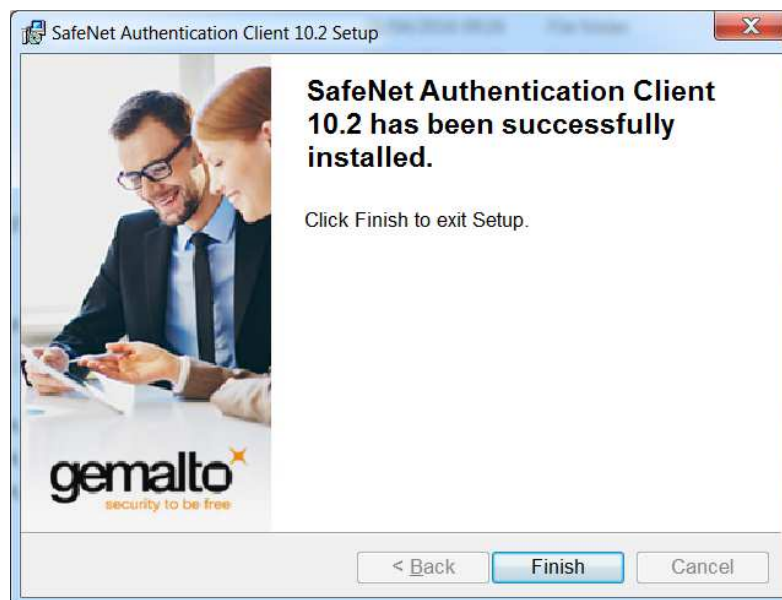 SafeNet Authentication Client 10.2 Setup
SafeNet Authentication Client
10.2 has been successfully
installed.
Click Finish to exit Setup.
gemalto
security to be free
< Back
Finish
Cancel